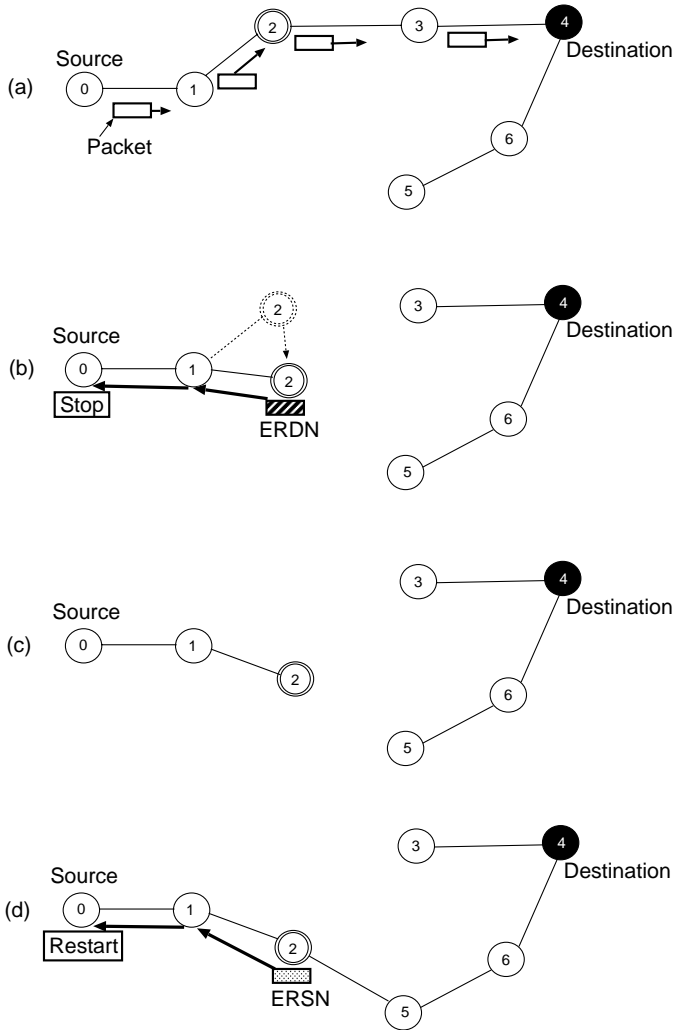 2
3
4
Source
Destination
(a)
0
1
Packet
6
5
2
3
4
Source
Destination
(b)
0
1
2
Stop
ERDN
6
5
3
4
Source
Destination
(c)
0
1
2
6
5
3
4
Source
Destination
(d)
0
1
2
Restart
ERSN
6
5